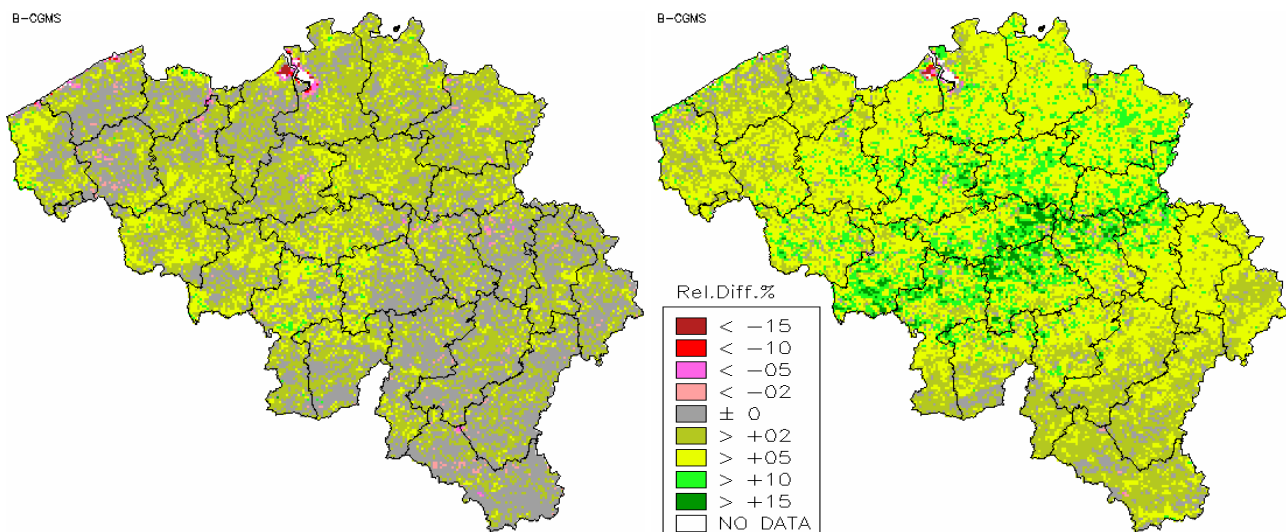 B-CGMS
B-CGMS
Rel.Diff.%
< -15
< -10
< -05
< -02
± 0
> +02
> +05
> +10
> +15
NO DATA